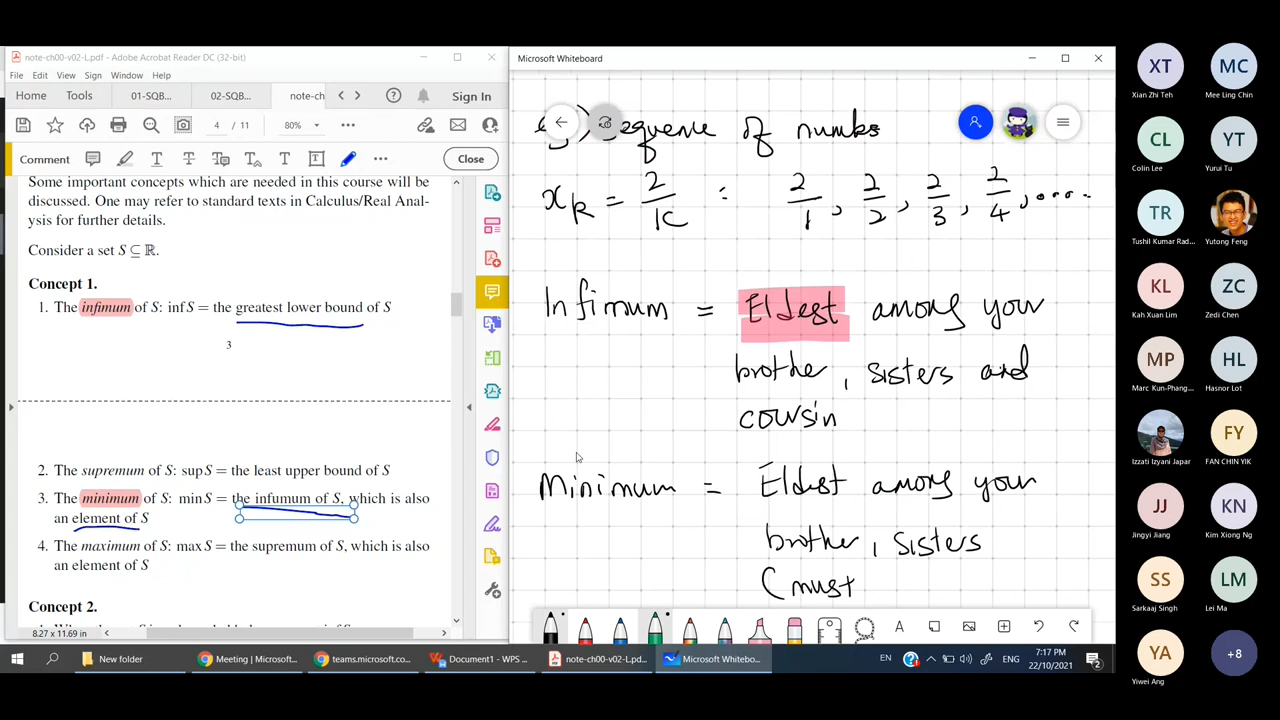 note-ch00-v02-L.pdf - Adobe Acrobat Reader DC (32-bit)
File Edit View Sign Window Help
Home Tools 01-SQB... 02-SQB... note-ch Sign In
4 / 11 80%
Comment Close
Some important concepts which are needed in this course will be
discussed. One may refer to standard texts in Calculus/Real Anal-
ysis for further details.
Consider a set S ⊆ ℝ.
Concept 1.
1. The infimum of S: inf S = the greatest lower bound of S
3
2. The supremum of S: sup S = the least upper bound of S
3. The minimum of S: min S = the infumum of S, which is also
an element of S
4. The maximum of S: max S = the supremum of S, which is also
an element of S
Concept 2.
8.27 x 11.69 in
Microsoft Whiteboard
sequence of numbs
x_k = 2/k : 2/1, 2/2, 2/3, 2/4, .....
Infimum = Eldest among your
brother, sisters and
cousin
Minimum = Eldest among your
brother, sisters
(must
XT
Xian Zhi Teh
MC
Mee Ling Chin
CL
Colin Lee
YT
Yurui Tu
TR
Tushil Kumar Rad...
Yutong Feng
KL
Kah Xuan Lim
ZC
Zedi Chen
MP
Marc Kun-Phang...
HL
Hasnor Lot
Izzati Izyani Japar
FY
FAN CHIN YIK
JJ
Jingyi Jiang
KN
Kim Xiong Ng
SS
Sarkaaj Singh
LM
Lei Ma
YA
Yiwei Ang
+8
New folder
Meeting | Microsoft...
teams.microsoft.co...
Document1 - WPS ...
note-ch00-v02-L.pd...
Microsoft Whitebo...
EN
ENG
7:17 PM
22/10/2021
2